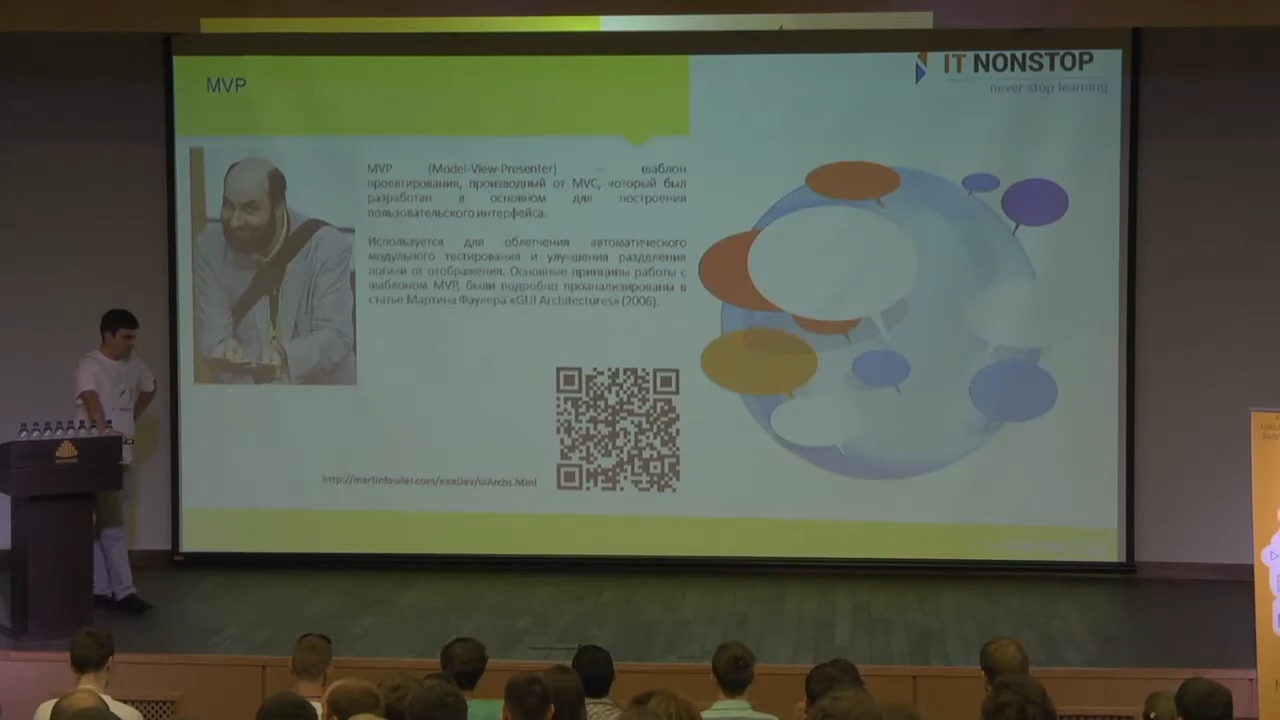 MVP
IT NONSTOP
never stop learning
MVP (Model-View-Presenter) — шаблон
проектирования, производный от MVC, который был
разработан в основном для построения
пользовательского интерфейса.
Используется для облегчения автоматического
модульного тестирования и улучшения разделения
логики от отображения. Основные принципы работы с
шаблоном MVP, были подробно проанализированы в
статье Мартина Фаулера «GUI Architectures» (2006).
http://martinfowler.com/eaaDev/uiArchs.html